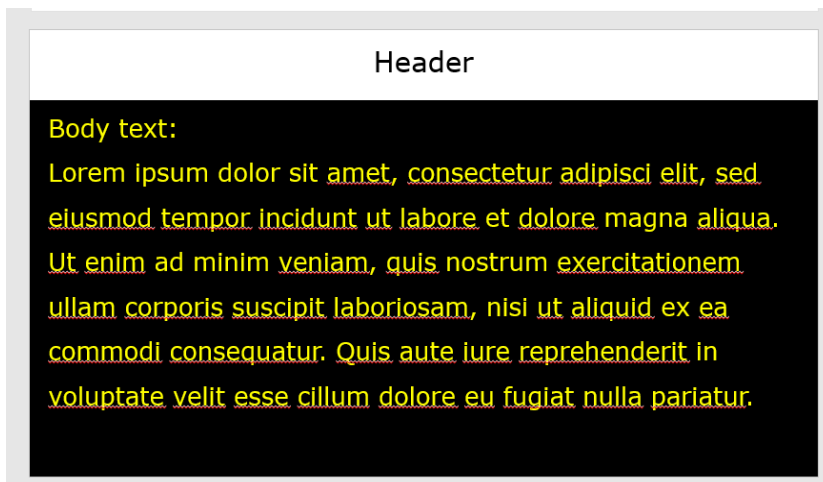 Header
Body text:
Lorem ipsum dolor sit amet, consectetur adipisci elit, sed
eiusmod tempor incidunt ut labore et dolore magna aliqua.
Ut enim ad minim veniam, quis nostrum exercitationem
ullam corporis suscipit laboriosam, nisi ut aliquid ex ea
commodi consequatur. Quis aute iure reprehenderit in
voluptate velit esse cillum dolore eu fugiat nulla pariatur.